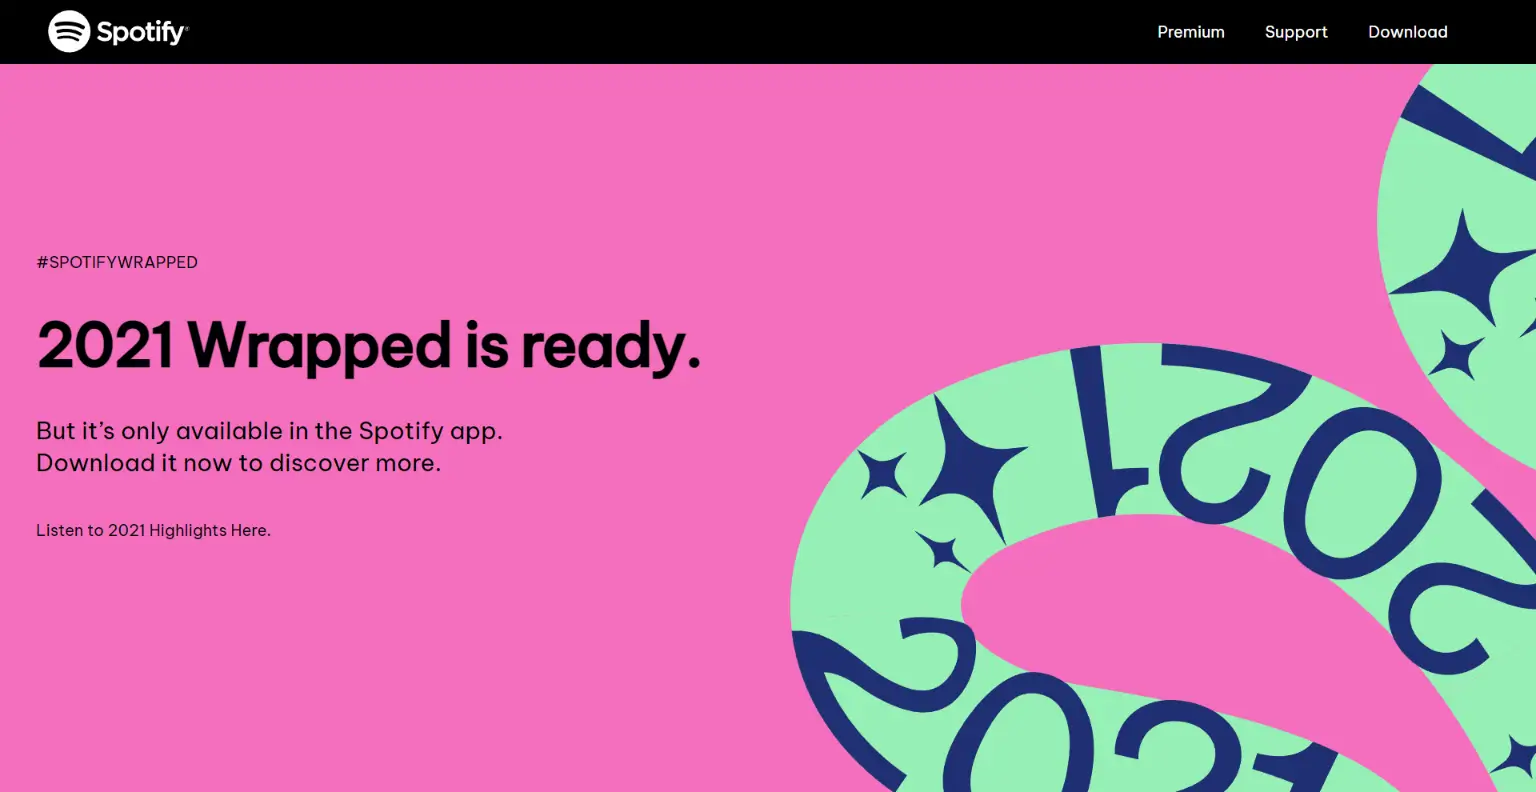 Spotify®
Premium Support Download
#SPOTIFYWRAPPED
2021 Wrapped is ready.
But it’s only available in the Spotify app.
Download it now to discover more.
Listen to 2021 Highlights Here.
2021
2021